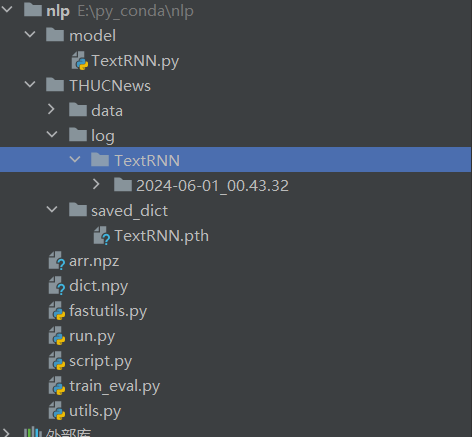 nlp E:\py_conda\nlp
model
TextRNN.py
THUCNews
data
log
TextRNN
2024-06-01_00.43.32
saved_dict
TextRNN.pth
arr.npz
dict.npy
fastutils.py
run.py
script.py
train_eval.py
utils.py
外部库